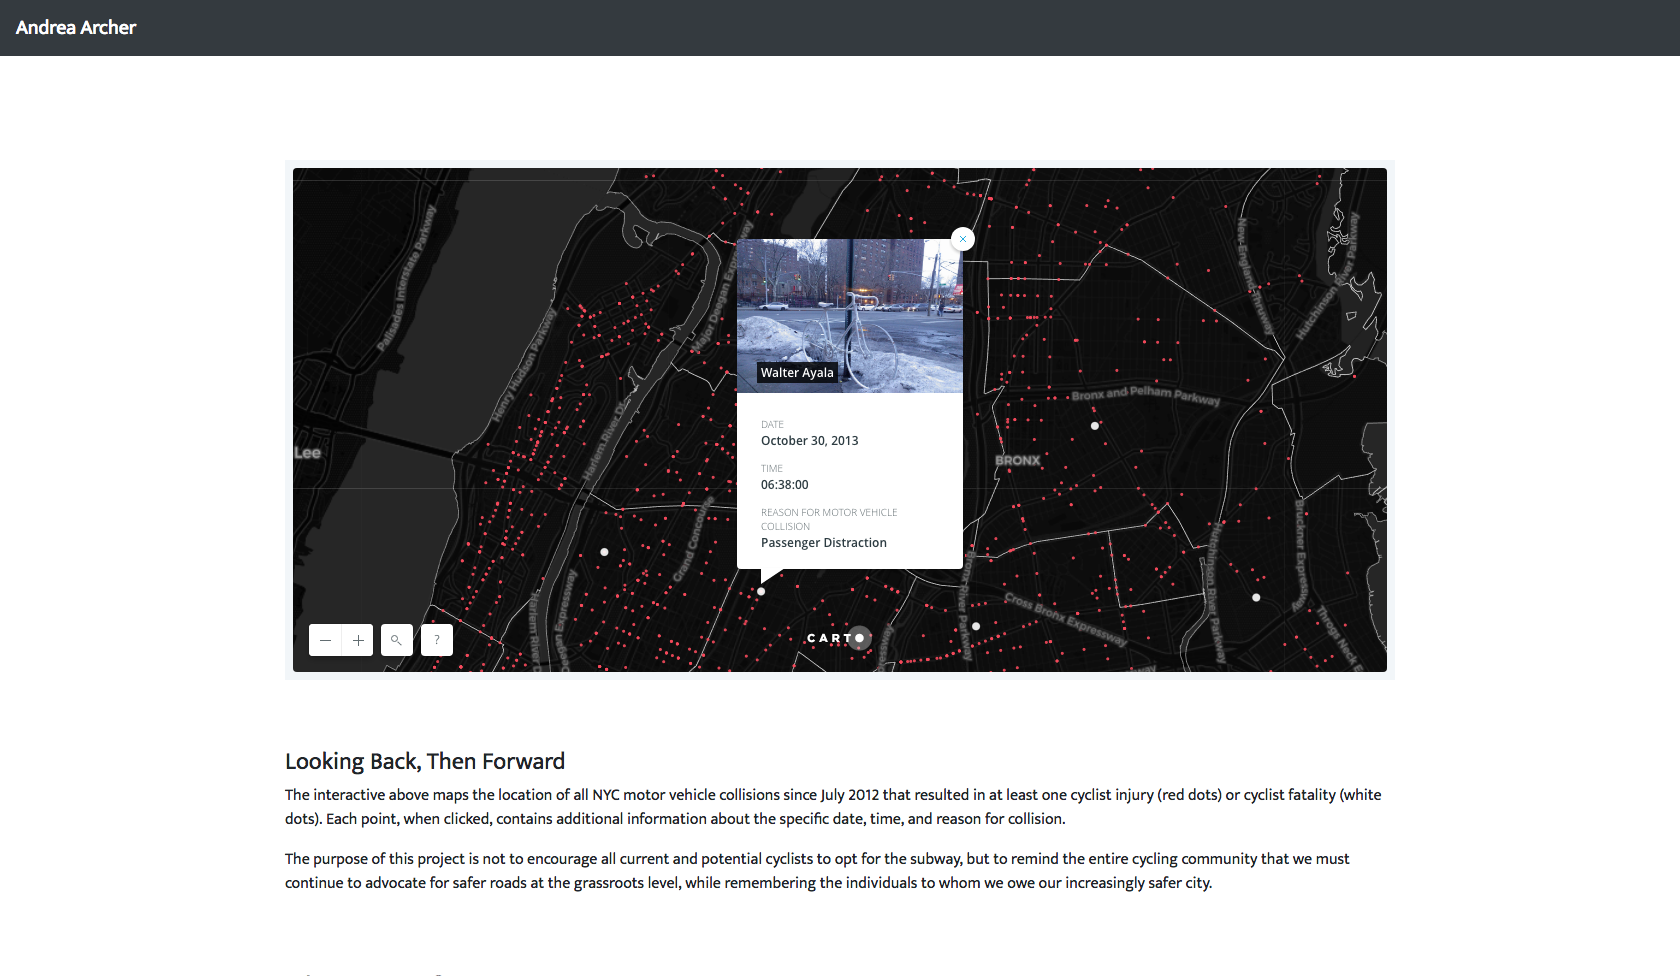 Andrea Archer
Palisades Interstate Parkway
Henry Hudson Parkway
Major Deegan Exp
Harlem River Dr
Lee
Grand Concourse
Harlem River
Walter Ayala
DATE
October 30, 2013
TIME
06:38:00
REASON FOR MOTOR VEHICLE
COLLISION
Passenger Distraction
New England Thruway
Hutchinson River Parkway
Bronx and Pelham Parkway
BRONX
Bronx River Parkway
Cross Bronx Expressway
Hutchinson River Parkway
Bruckner Express
Throgs Neck E
− + ?
CARTO
Looking Back, Then Forward
The interactive above maps the location of all NYC motor vehicle collisions since July 2012 that resulted in at least one cyclist injury (red dots) or cyclist fatality (white
dots). Each point, when clicked, contains additional information about the specific date, time, and reason for collision.
The purpose of this project is not to encourage all current and potential cyclists to opt for the subway, but to remind the entire cycling community that we must
continue to advocate for safer roads at the grassroots level, while remembering the individuals to whom we owe our increasingly safer city.